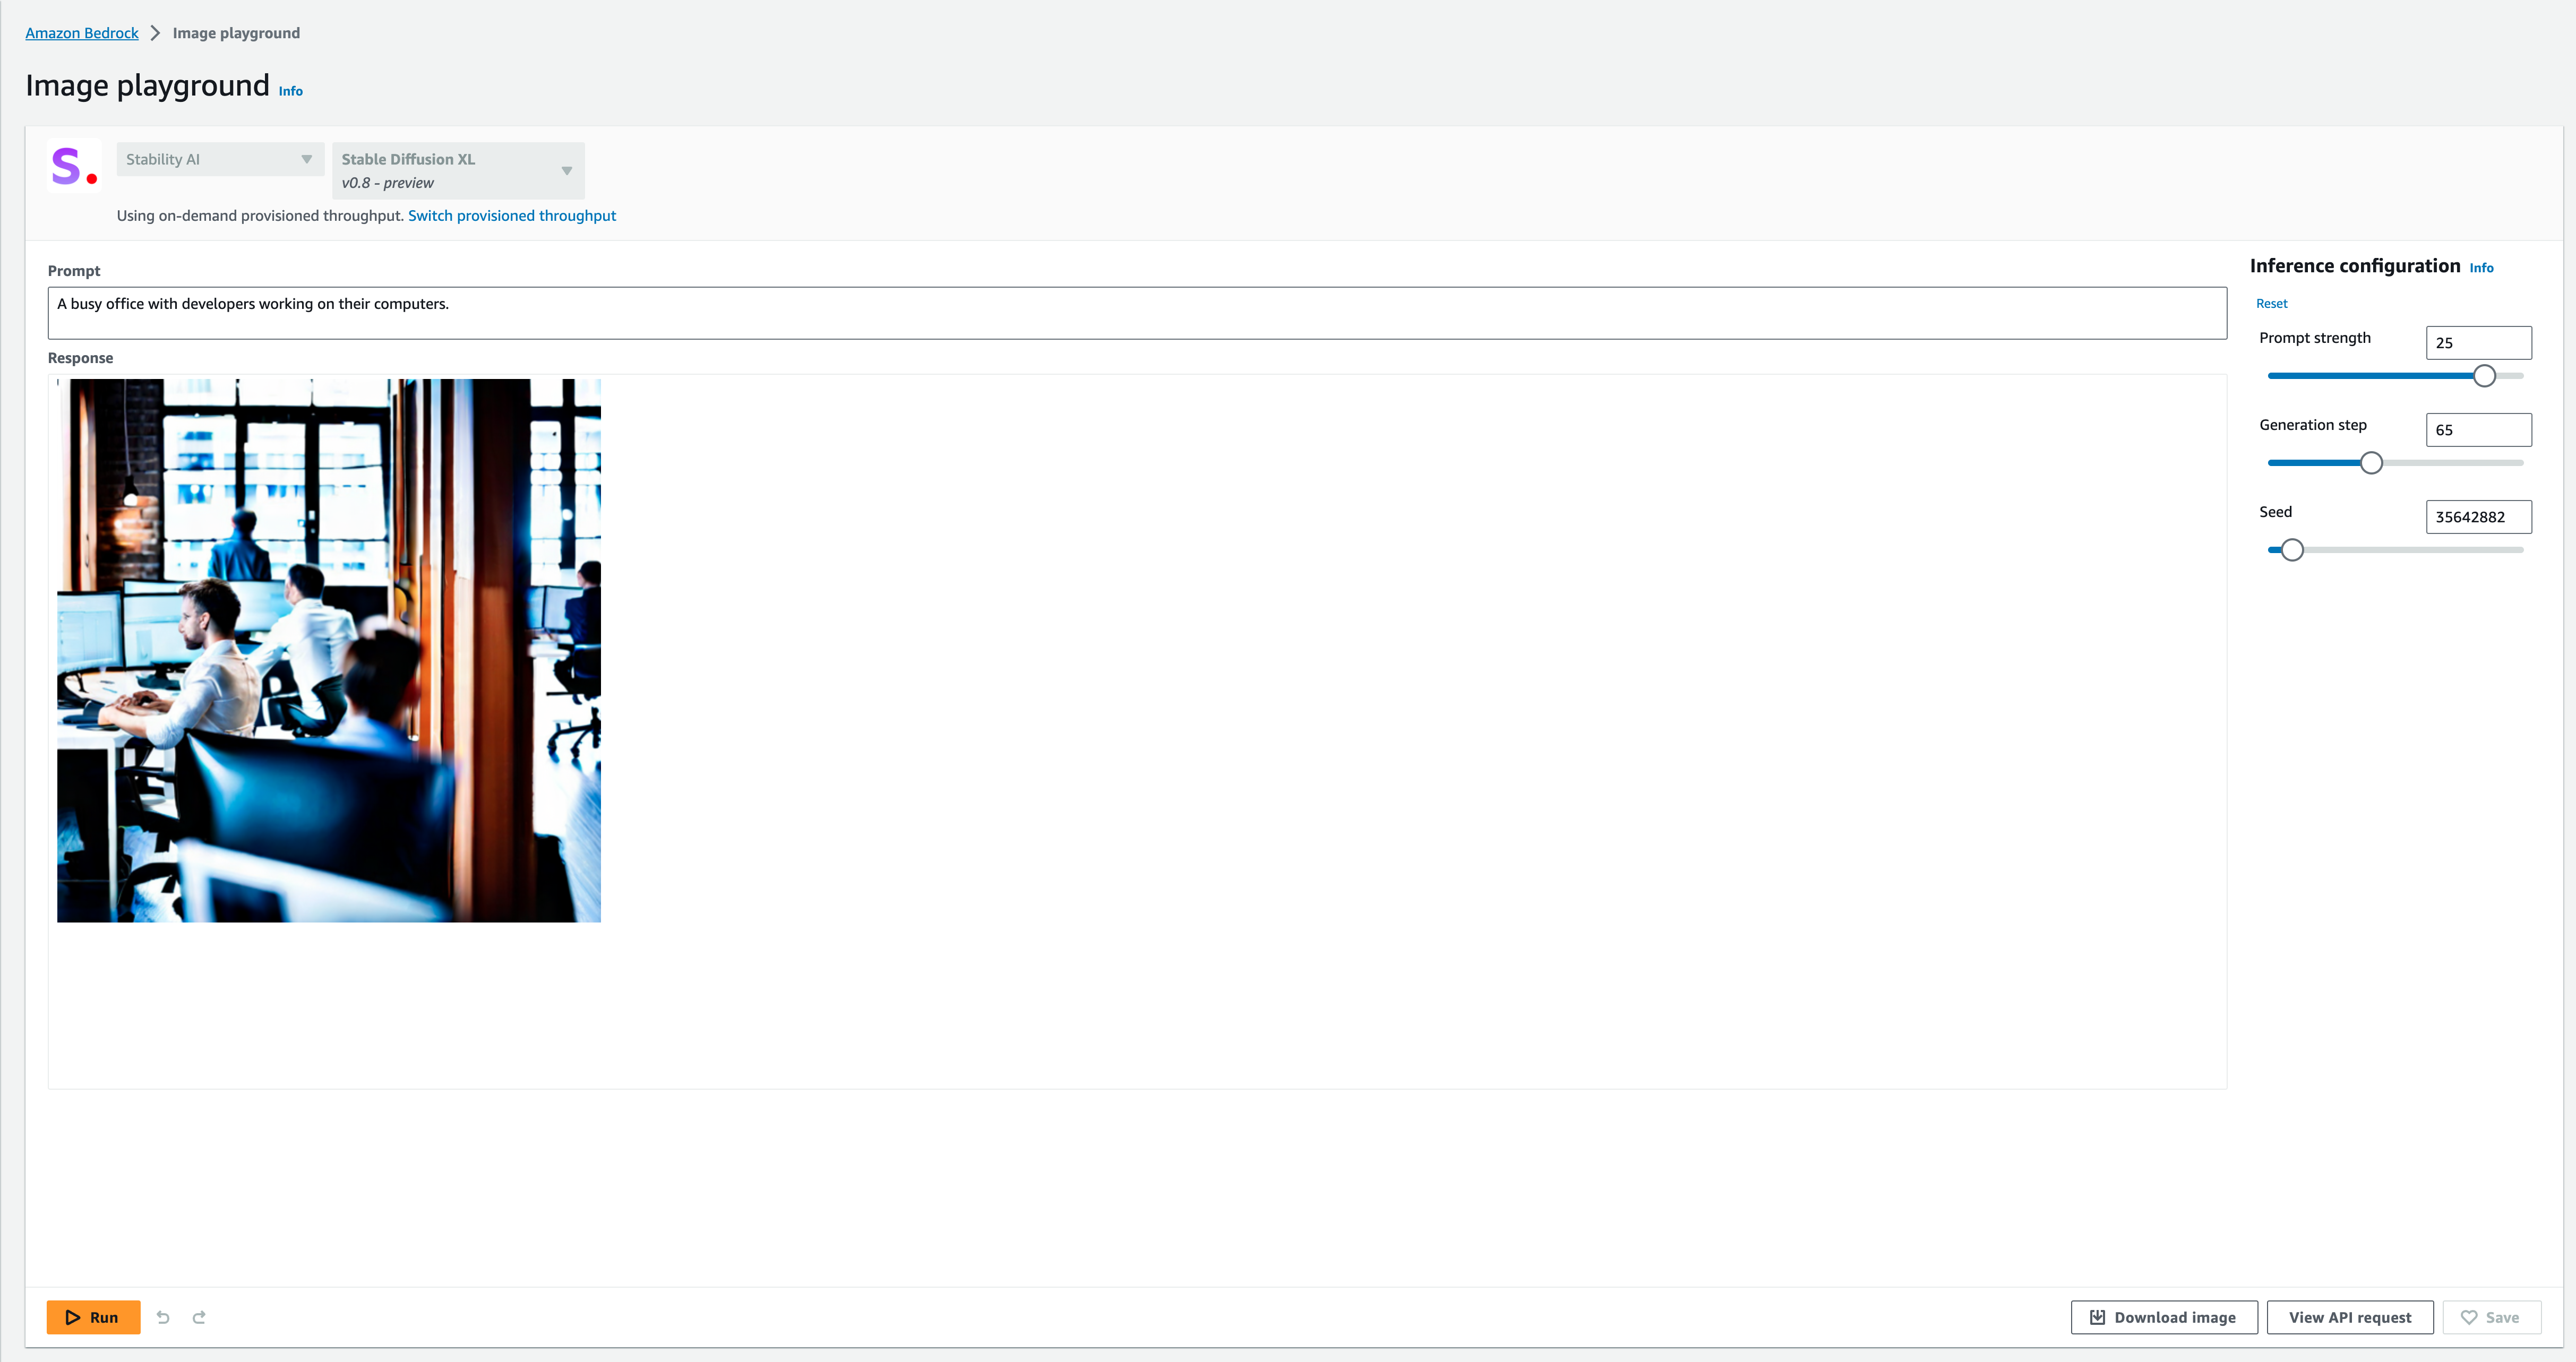 Amazon Bedrock > Image playground
Image playground Info
S.
Stability AI
Stable Diffusion XL
v0.8 - preview
Using on-demand provisioned throughput. Switch provisioned throughput
Prompt
A busy office with developers working on their computers.
Response
Inference configuration Info
Reset
Prompt strength 25
Generation step 65
Seed 35642882
Run
Download image
View API request
Save